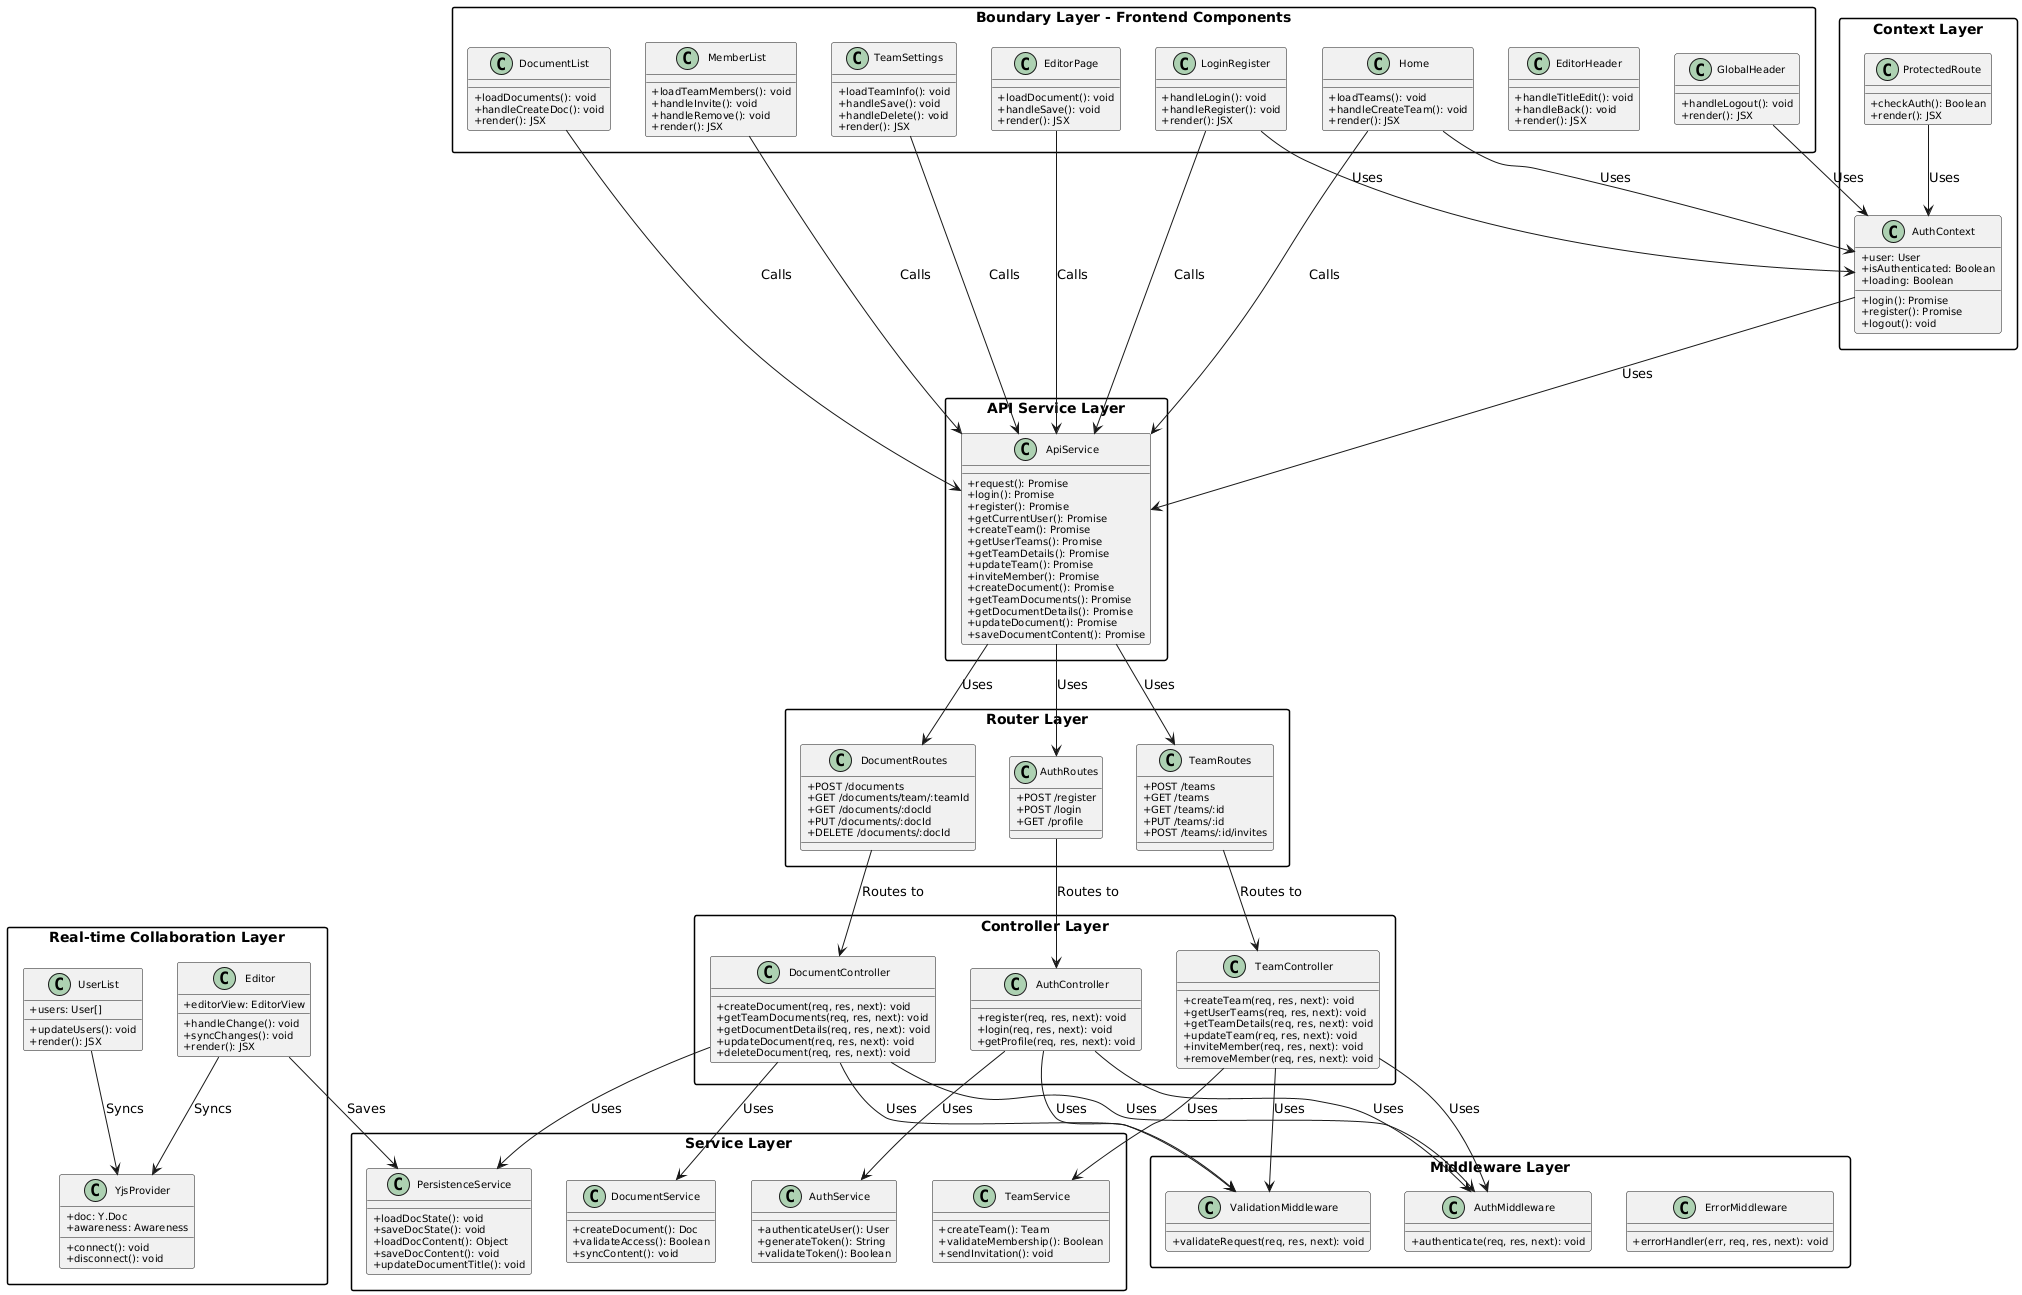 Boundary Layer - Frontend Components
C DocumentList
+loadDocuments(): void
+handleCreateDoc(): void
+render(): JSX
C MemberList
+loadTeamMembers(): void
+handleInvite(): void
+handleRemove(): void
+render(): JSX
C TeamSettings
+loadTeamInfo(): void
+handleSave(): void
+handleDelete(): void
+render(): JSX
C EditorPage
+loadDocument(): void
+handleSave(): void
+render(): JSX
C LoginRegister
+handleLogin(): void
+handleRegister(): void
+render(): JSX
C Home
+loadTeams(): void
+handleCreateTeam(): void
+render(): JSX
C EditorHeader
+handleTitleEdit(): void
+handleBack(): void
+render(): JSX
C GlobalHeader
+handleLogout(): void
+render(): JSX
Context Layer
C ProtectedRoute
+checkAuth(): Boolean
+render(): JSX
Uses
Uses
Uses
Uses
C AuthContext
+user: User
+isAuthenticated: Boolean
+loading: Boolean
+login(): Promise
+register(): Promise
+logout(): void
Calls
Calls
Calls
Calls
Calls
Calls
Uses
API Service Layer
C ApiService
+request(): Promise
+login(): Promise
+register(): Promise
+getCurrentUser(): Promise
+createTeam(): Promise
+getUserTeams(): Promise
+getTeamDetails(): Promise
+updateTeam(): Promise
+inviteMember(): Promise
+createDocument(): Promise
+getTeamDocuments(): Promise
+getDocumentDetails(): Promise
+updateDocument(): Promise
+saveDocumentContent(): Promise
Uses
Uses
Uses
Router Layer
C DocumentRoutes
+POST /documents
+GET /documents/team/:teamId
+GET /documents/:docId
+PUT /documents/:docId
+DELETE /documents/:docId
C AuthRoutes
+POST /register
+POST /login
+GET /profile
C TeamRoutes
+POST /teams
+GET /teams
+GET /teams/:id
+PUT /teams/:id
+POST /teams/:id/invites
Routes to
Routes to
Routes to
Controller Layer
C DocumentController
+createDocument(req, res, next): void
+getTeamDocuments(req, res, next): void
+getDocumentDetails(req, res, next): void
+updateDocument(req, res, next): void
+deleteDocument(req, res, next): void
C AuthController
+register(req, res, next): void
+login(req, res, next): void
+getProfile(req, res, next): void
C TeamController
+createTeam(req, res, next): void
+getUserTeams(req, res, next): void
+getTeamDetails(req, res, next): void
+updateTeam(req, res, next): void
+inviteMember(req, res, next): void
+removeMember(req, res, next): void
Real-time Collaboration Layer
C UserList
+users: User[]
+updateUsers(): void
+render(): JSX
C Editor
+editorView: EditorView
+handleChange(): void
+syncChanges(): void
+render(): JSX
Syncs
Syncs
Saves
Uses
Uses
Uses
Uses
Uses
Uses
Uses
Uses
Uses
Uses
C YjsProvider
+doc: Y.Doc
+awareness: Awareness
+connect(): void
+disconnect(): void
Service Layer
C PersistenceService
+loadDocState(): void
+saveDocState(): void
+loadDocContent(): Object
+saveDocContent(): void
+updateDocumentTitle(): void
C DocumentService
+createDocument(): Doc
+validateAccess(): Boolean
+syncContent(): void
C AuthService
+authenticateUser(): User
+generateToken(): String
+validateToken(): Boolean
C TeamService
+createTeam(): Team
+validateMembership(): Boolean
+sendInvitation(): void
Middleware Layer
C ValidationMiddleware
+validateRequest(req, res, next): void
C AuthMiddleware
+authenticate(req, res, next): void
C ErrorMiddleware
+errorHandler(err, req, res, next): void